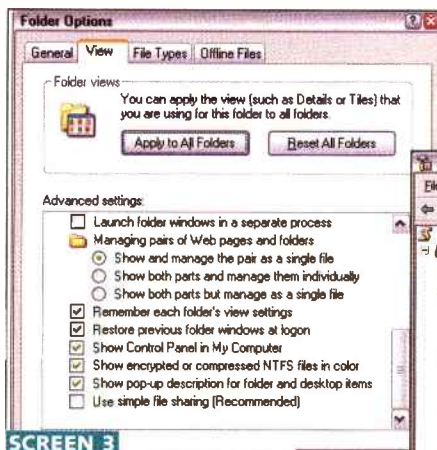 Folder Options
General View File Types Offline Files
Folder views
You can apply the view (such as Details or Tiles) that
you are using for this folder to all folders.
Apply to All Folders Reset All Folders
Advanced settings:
Launch folder windows in a separate process
Managing pairs of Web pages and folders
Show and manage the pair as a single file
Show both parts and manage them individually
Show both parts but manage as a single file
Remember each folder's view settings
Restore previous folder windows at logon
Show Control Panel in My Computer
Show encrypted or compressed NTFS files in color
Show pop-up description for folder and desktop items
Use simple file sharing (Recommended)
SCREEN 3